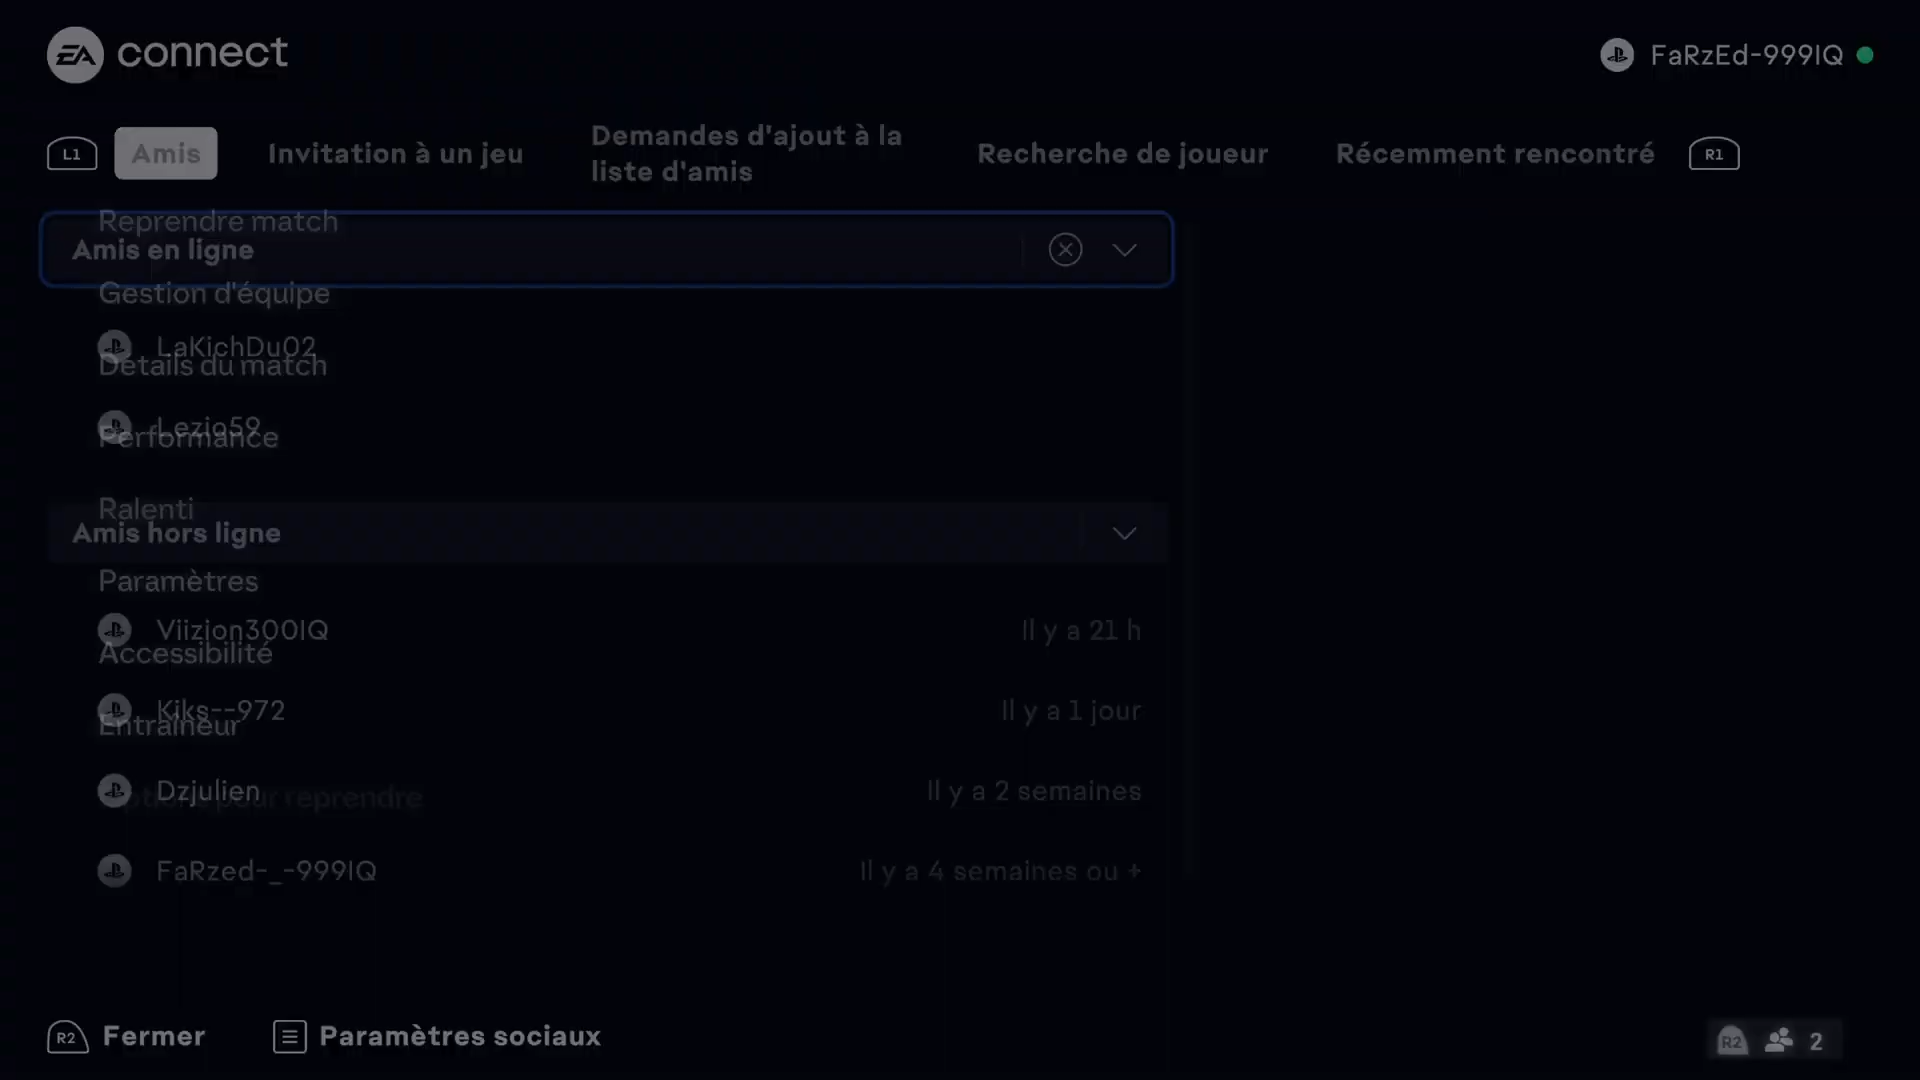 EA connect
FaRzEd-999IQ
L1
Amis
Invitation à un jeu
Demandes d'ajout à la
liste d'amis
Recherche de joueur
Récemment rencontré
R1
Reprendre match
Amis en ligne
Gestion d'équipe
LaKichDu02
Détails du match
Lezio59
Performance
Ralenti
Amis hors ligne
Paramètres
Viizion300IQ
Il y a 21 h
Accessibilité
Kiks--972
Il y a 1 jour
Entraîneur
Dzjulien
Il y a 2 semaines
reprendre
FaRzed-_-999IQ
Il y a 4 semaines ou +
R2 Fermer
Paramètres sociaux
R2 2